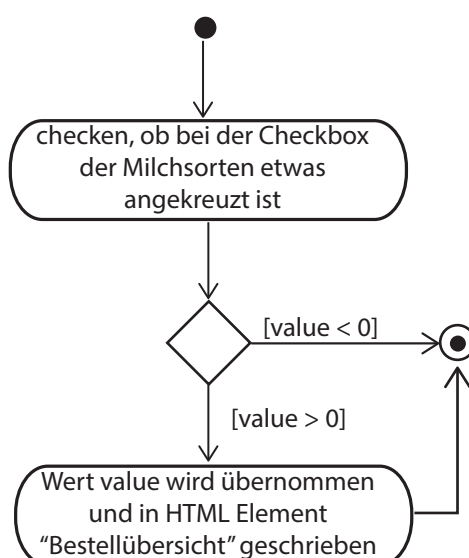 checken, ob bei der Checkbox
der Milchsorten etwas
angekreuzt ist
[value < 0]
[value > 0]
Wert value wird übernommen
und in HTML Element
“Bestellübersicht” geschrieben